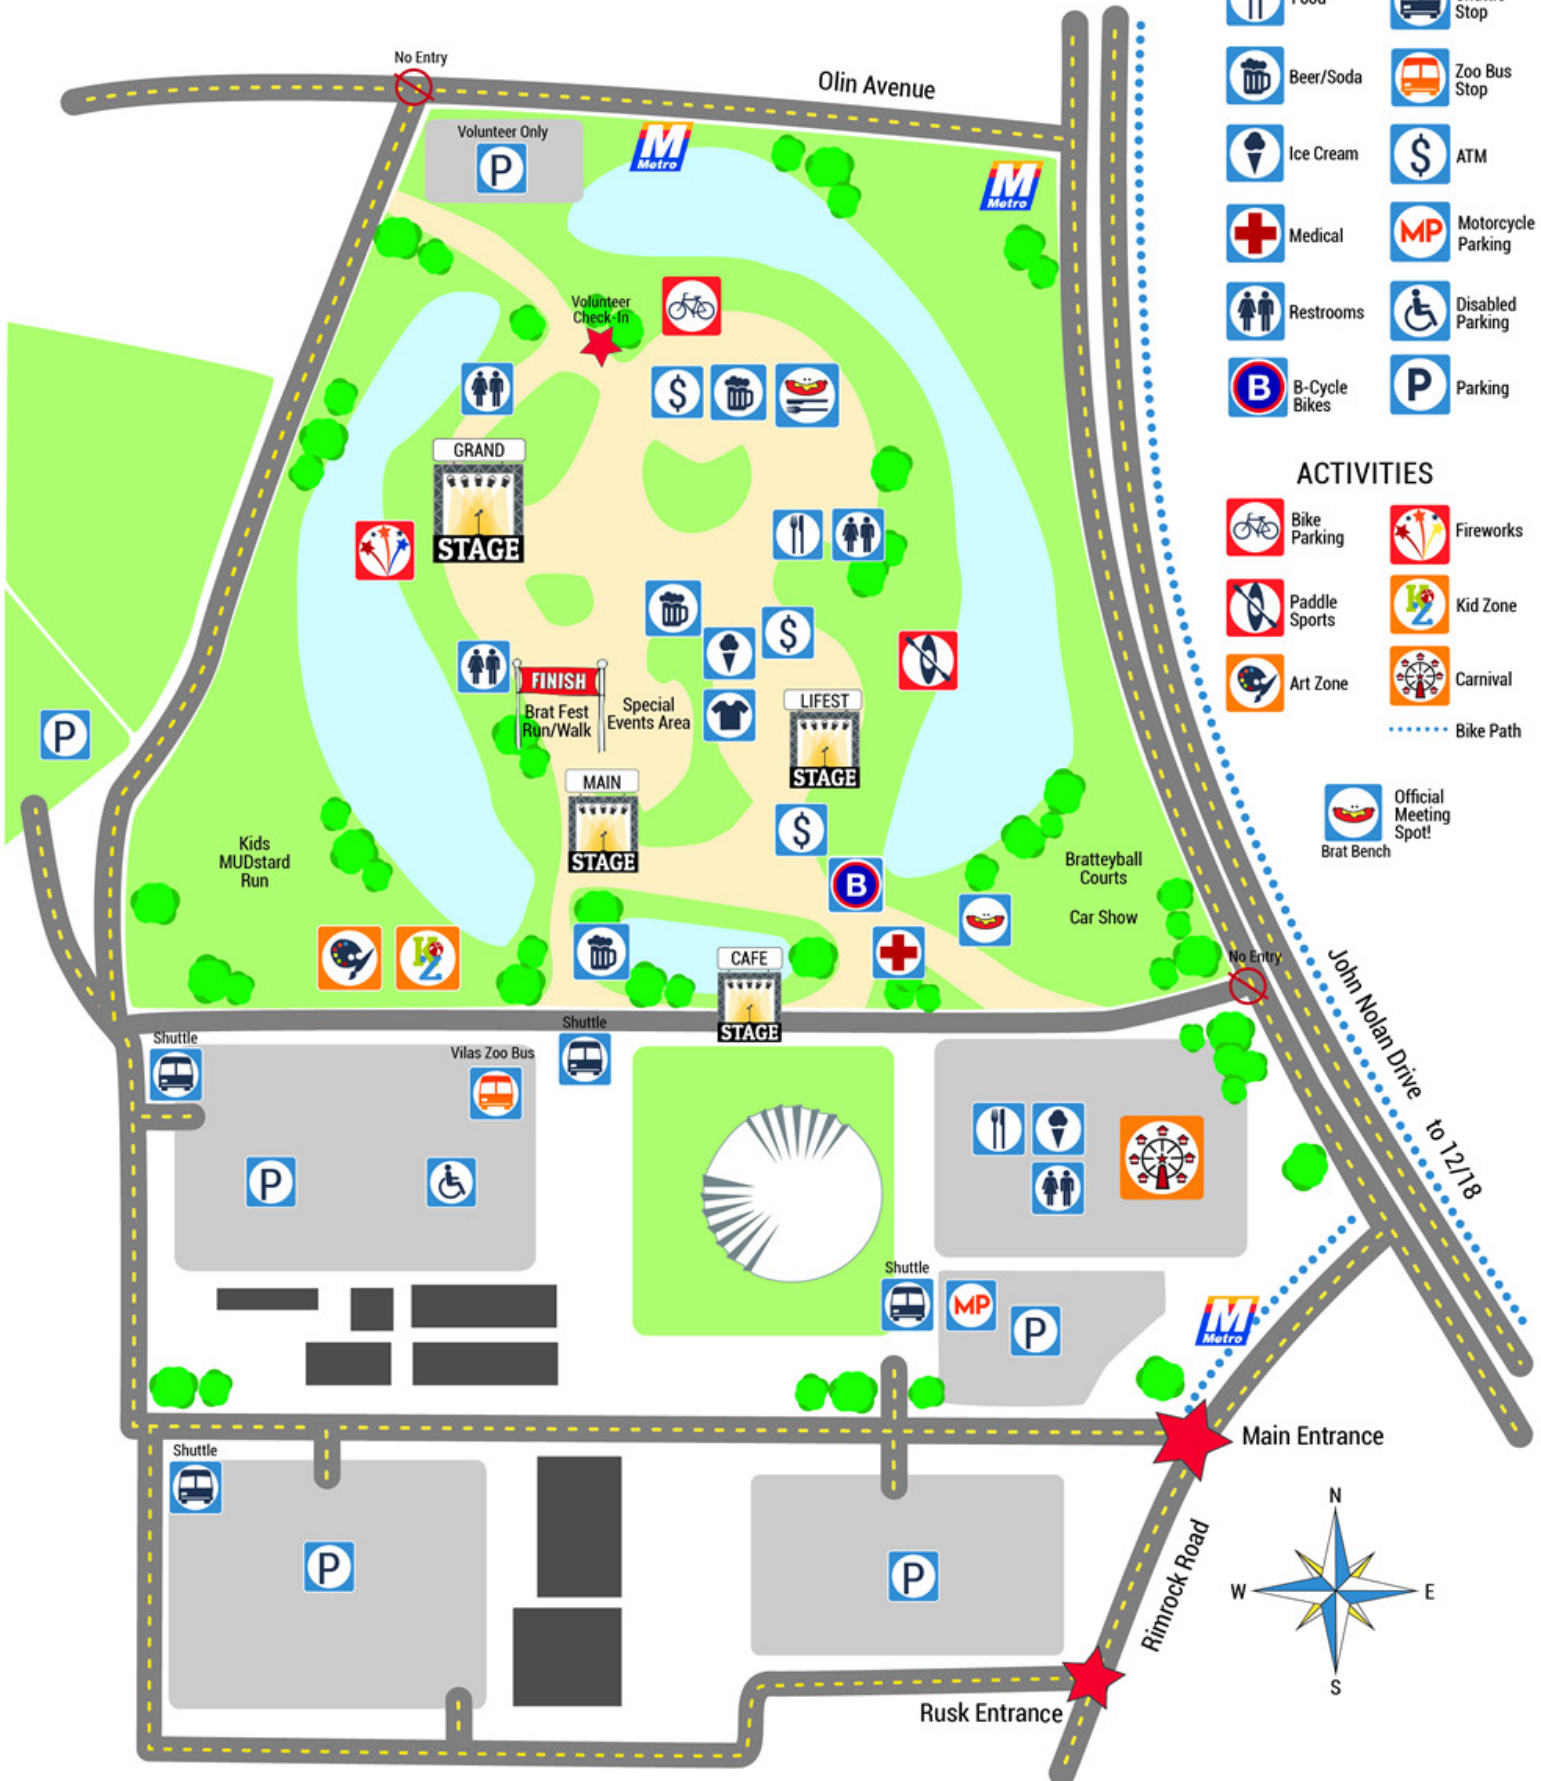 Food
Shuttle
Stop
No Entry
Olin Avenue
Beer/Soda
Zoo Bus
Stop
Volunteer Only
P
M
Metro
M
Metro
Ice Cream
$
ATM
Medical
MP
Motorcycle
Parking
Volunteer
Check-In
Restrooms
Disabled
Parking
$
B
B-Cycle
Bikes
P
Parking
GRAND
STAGE
ACTIVITIES
Bike
Parking
Fireworks
Paddle
Sports
KZ
Kid Zone
$
Art Zone
Carnival
FINISH
Brat Fest
Run/Walk
Special
Events Area
LIFEST
STAGE
P
Bike Path
MAIN
STAGE
$
Official
Meeting
Spot!
Brat Bench
Kids
MUDstard
Run
B
Bratteyball
Courts
Car Show
KZ
CAFE
STAGE
No Entry
John Nolan Drive
to 12/18
Shuttle
Shuttle
Vilas Zoo Bus
P
Shuttle
MP
P
M
Metro
Main Entrance
Shuttle
P
P
Rimrock Road
N
W
E
S
Rusk Entrance